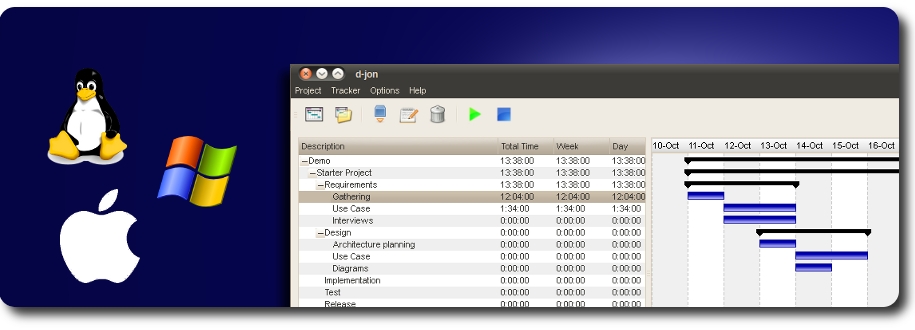 d-jon
Project Tracker Options Help
Description Total Time Week Day 10-Oct 11-Oct 12-Oct 13-Oct 14-Oct 15-Oct 16-Oct
Demo 13:38:00 13:38:00 13:38:00
Starter Project 13:38:00 13:38:00 13:38:00
Requirements 13:38:00 13:38:00 13:38:00
Gathering 12:04:00 12:04:00 12:04:00
Use Case 1:34:00 1:34:00 1:34:00
Interviews 0:00:00 0:00:00 0:00:00
Design 0:00:00 0:00:00 0:00:00
Architecture planning 0:00:00 0:00:00 0:00:00
Use Case 0:00:00 0:00:00 0:00:00
Diagrams 0:00:00 0:00:00 0:00:00
Implementation 0:00:00 0:00:00 0:00:00
Test 0:00:00 0:00:00 0:00:00
Release 0:00:00 0:00:00 0:00:00